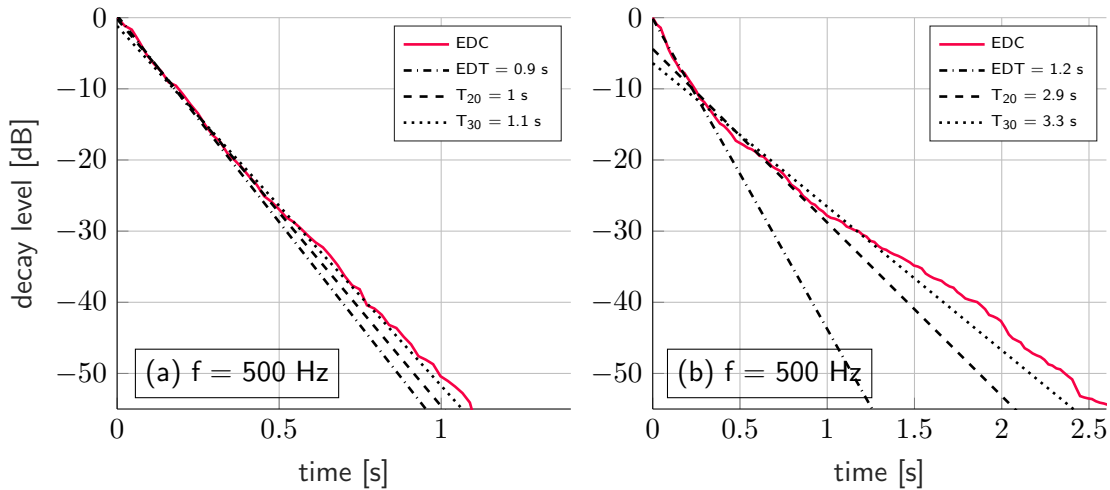 decay level [dB]
0
−10
−20
−30
−40
−50
EDC
EDT = 0.9 s
T20 = 1 s
T30 = 1.1 s
(a) f = 500 Hz
0
0.5
1
time [s]
0
−10
−20
−30
−40
−50
EDC
EDT = 1.2 s
T20 = 2.9 s
T30 = 3.3 s
(b) f = 500 Hz
0
0.5
1
1.5
2
2.5
time [s]